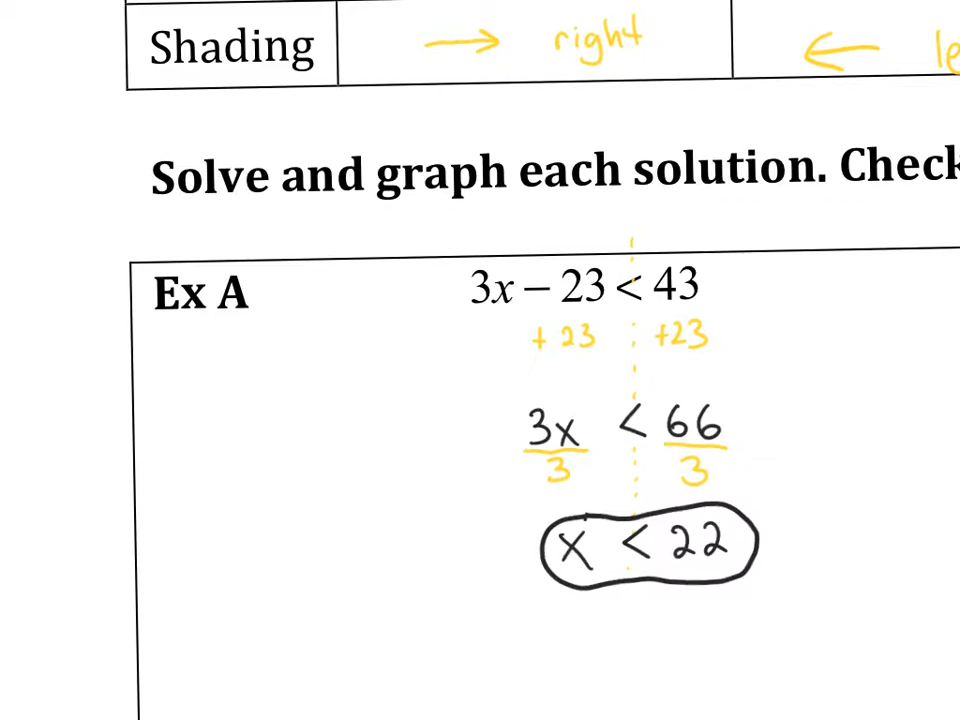 Shading → right ←
Solve and graph each solution. Check
Ex A 3x − 23 < 43
+ 23 +23
3x < 66
3 3
x < 22